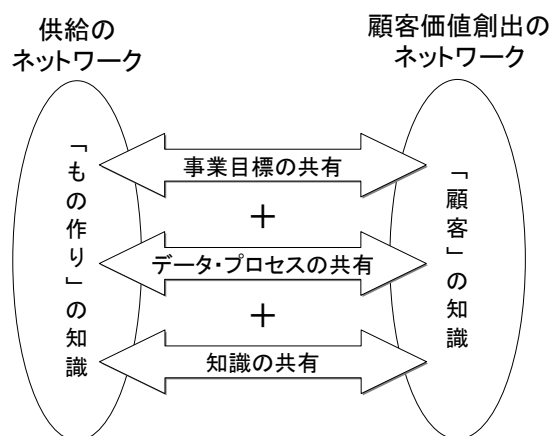 供給の
ネットワーク
顧客価値創出の
ネットワーク
「もの作り」の知識
事業目標の共有
+
データ・プロセスの共有
+
知識の共有
「顧客」の知識